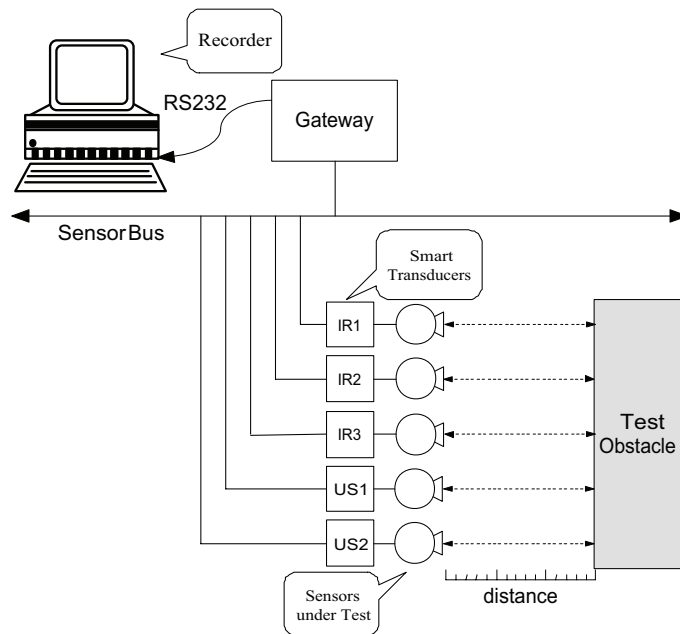 Recorder
RS232
Gateway
SensorBus
Smart
Transducers
IR1
IR2
IR3
US1
US2
Test
Obstacle
Sensors
under Test
distance